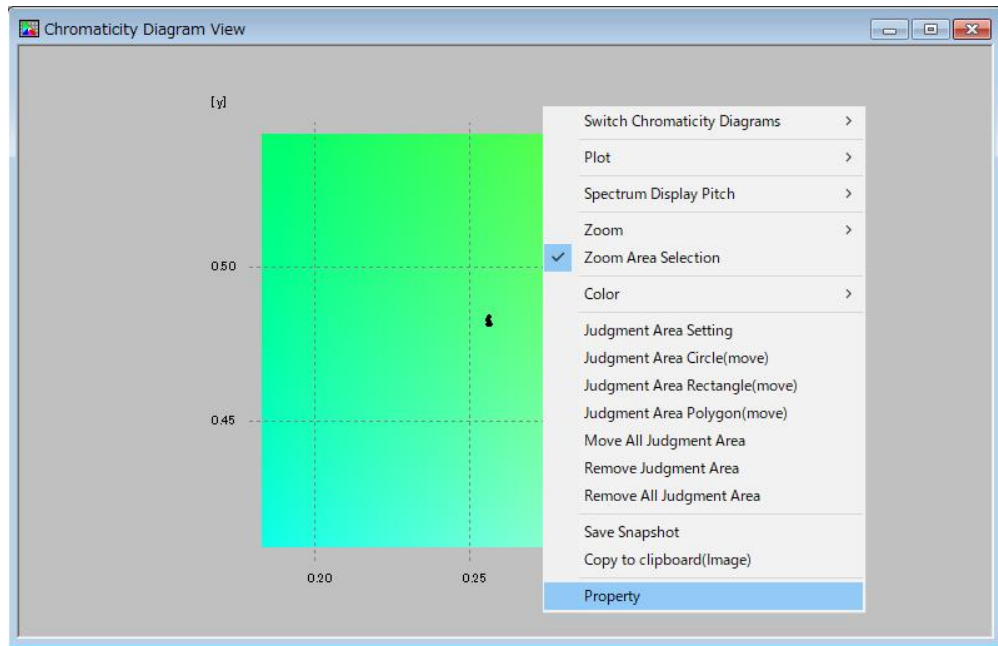 Chromaticity Diagram View
[y]
0.50
0.45
0.20
0.25
Switch Chromaticity Diagrams
Plot
Spectrum Display Pitch
Zoom
Zoom Area Selection
Color
Judgment Area Setting
Judgment Area Circle(move)
Judgment Area Rectangle(move)
Judgment Area Polygon(move)
Move All Judgment Area
Remove Judgment Area
Remove All Judgment Area
Save Snapshot
Copy to clipboard(Image)
Property